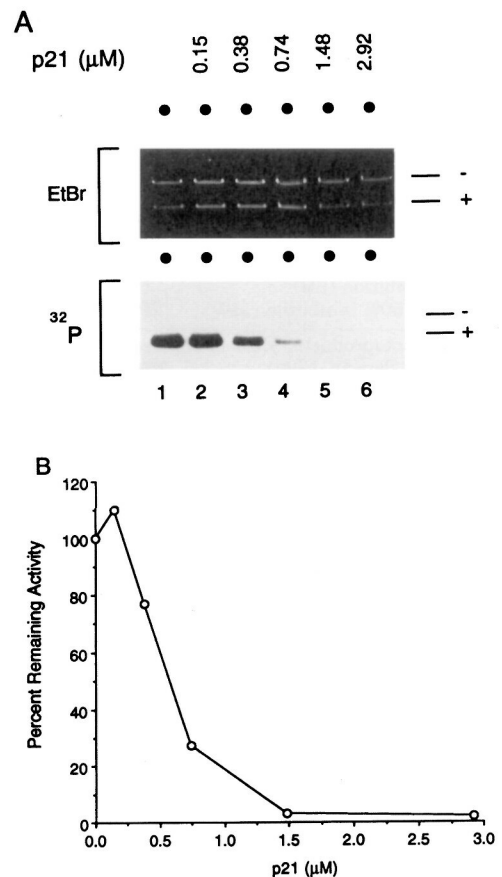 A
p21 (μM) 0.15 0.38 0.74 1.48 2.92
EtBr - +
32P - +
1 2 3 4 5 6
B
120
100
80
60
40
20
0
Percent Remaining Activity
0.0 0.5 1.0 1.5 2.0 2.5 3.0
p21 (μM)